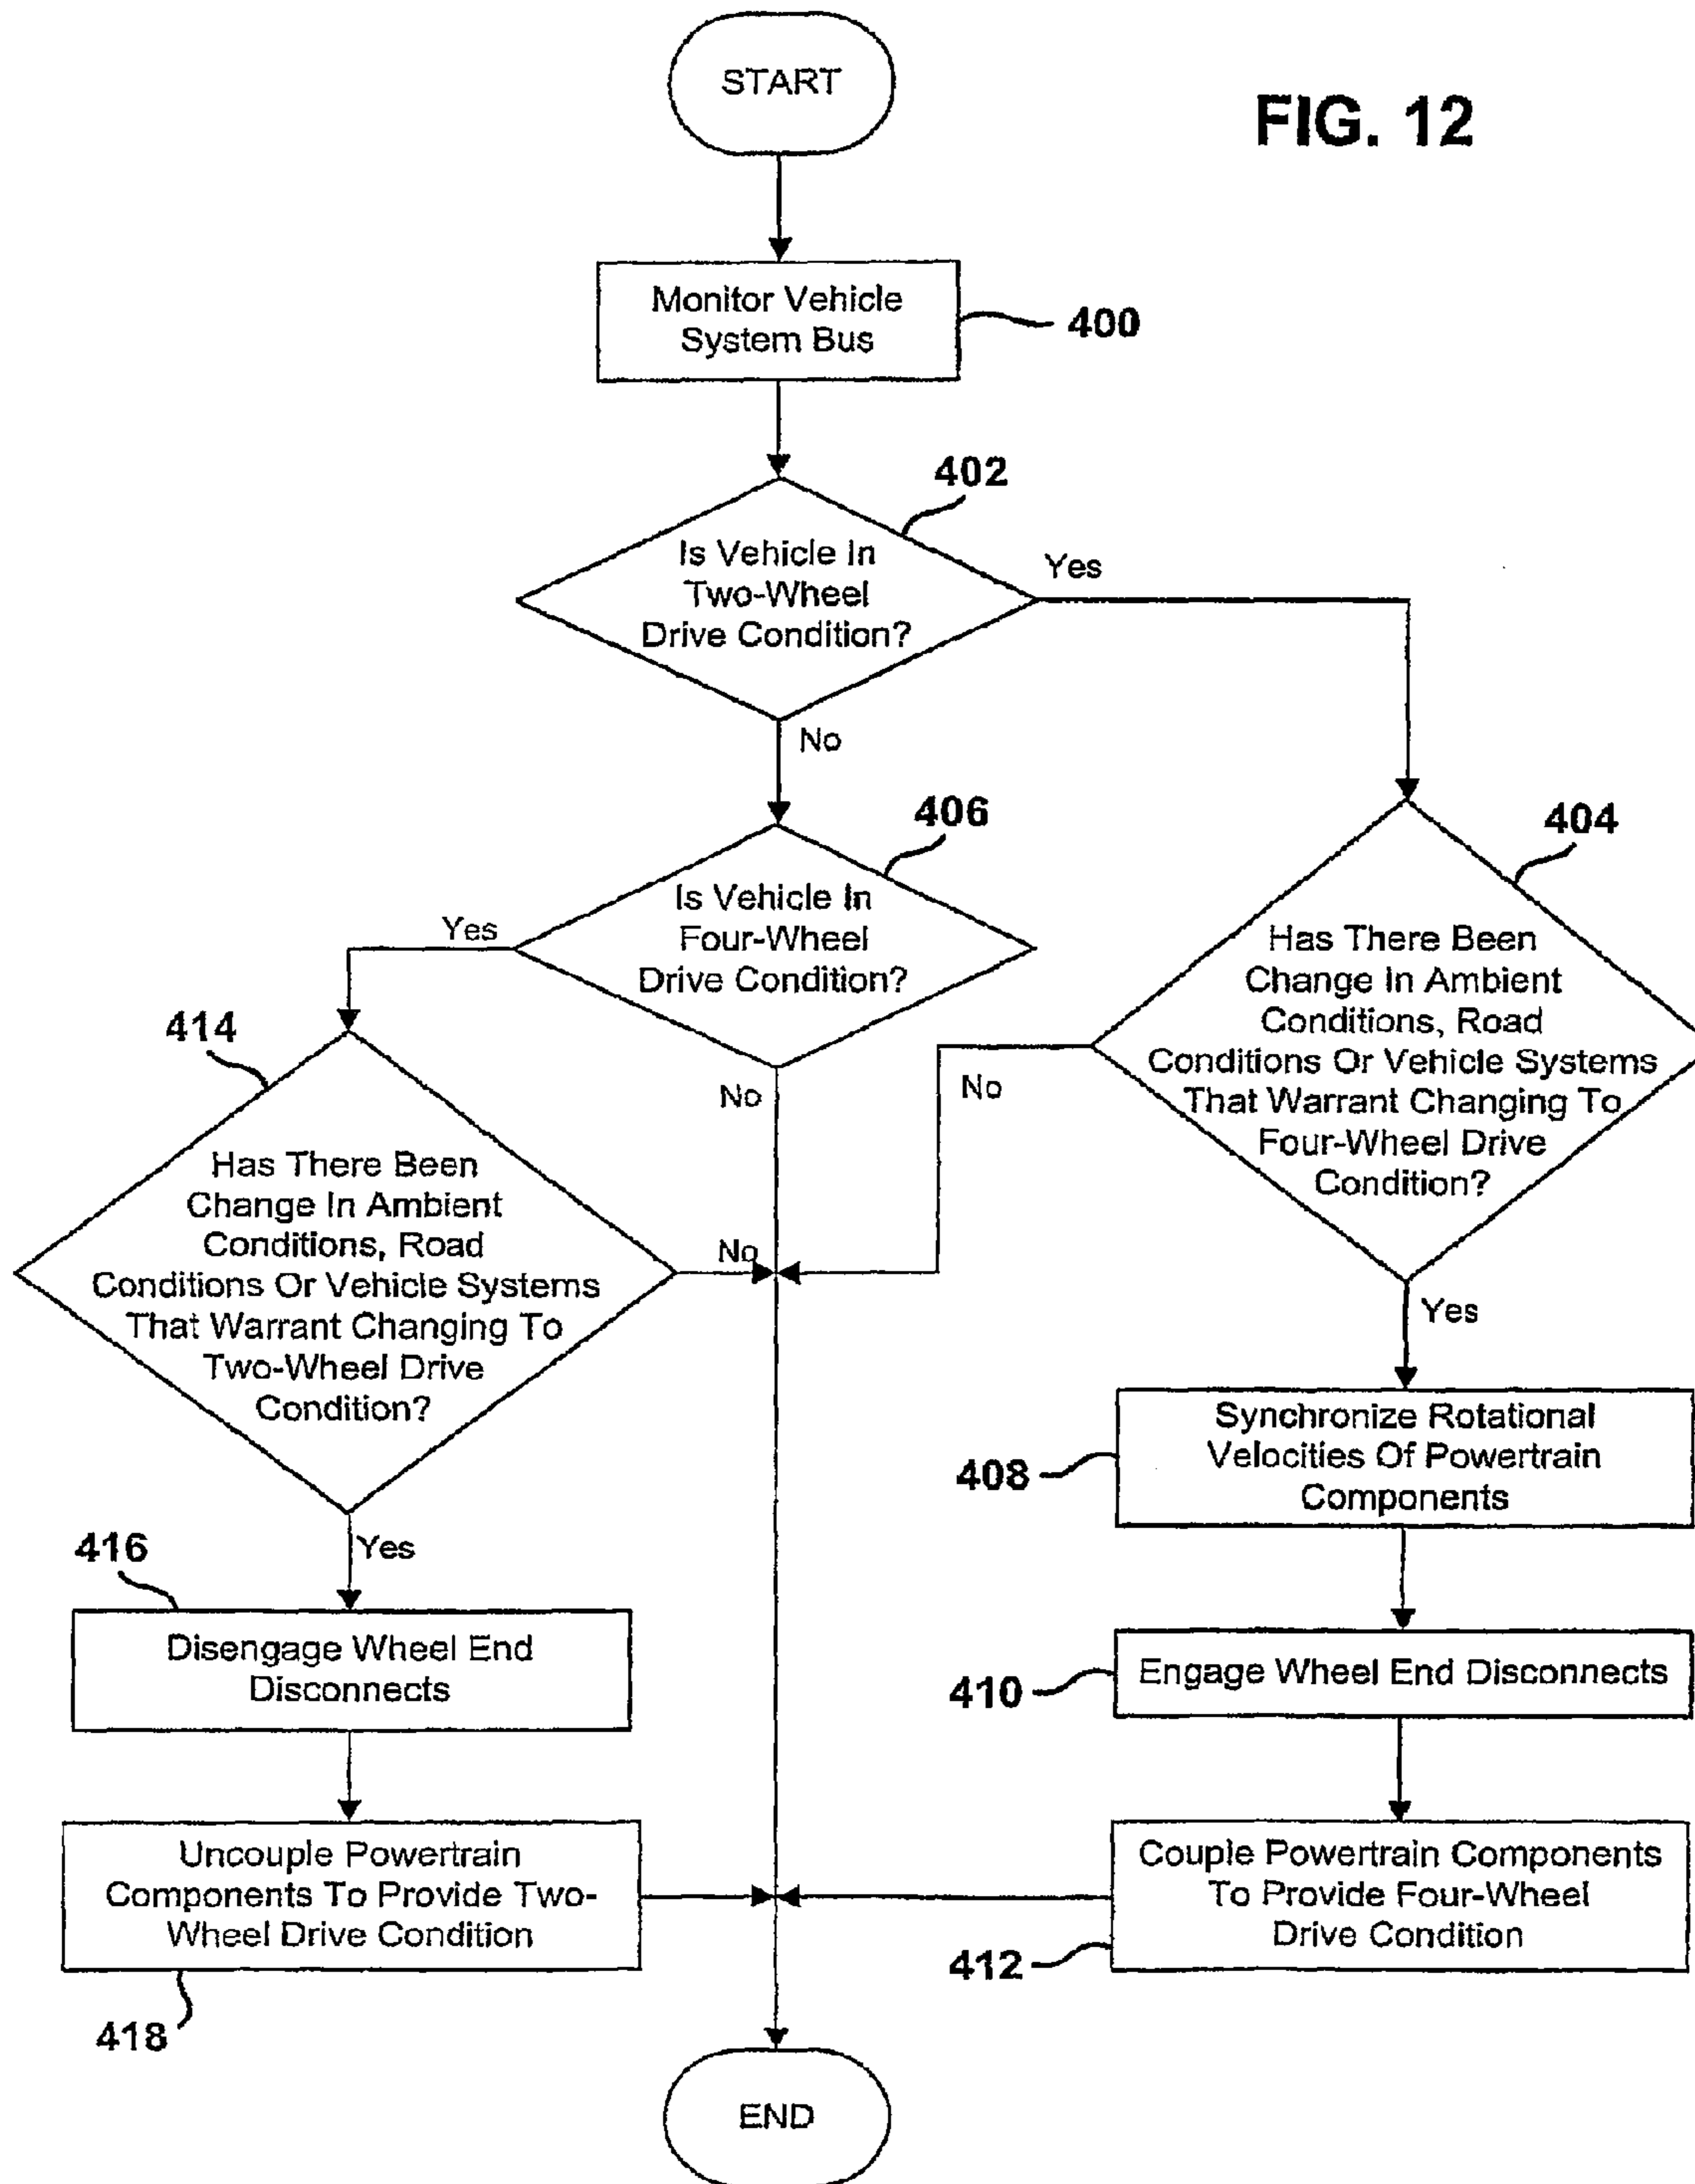 START
FIG. 12
Monitor Vehicle
System Bus
400
402
Is Vehicle In
Two-Wheel
Drive Condition?
Yes
No
406
404
Is Vehicle In
Four-Wheel
Drive Condition?
Yes
No
414
Has There Been
Change In Ambient
Conditions, Road
Conditions Or Vehicle Systems
That Warrant Changing To
Four-Wheel Drive
Condition?
No
Yes
Has There Been
Change In Ambient
Conditions, Road
Conditions Or Vehicle Systems
That Warrant Changing To
Two-Wheel Drive
Condition?
No
Yes
408
Synchronize Rotational
Velocities Of Powertrain
Components
416
Disengage Wheel End
Disconnects
410
Engage Wheel End Disconnects
Uncouple Powertrain
Components To Provide Two-
Wheel Drive Condition
418
Couple Powertrain Components
To Provide Four-Wheel
Drive Condition
412
END